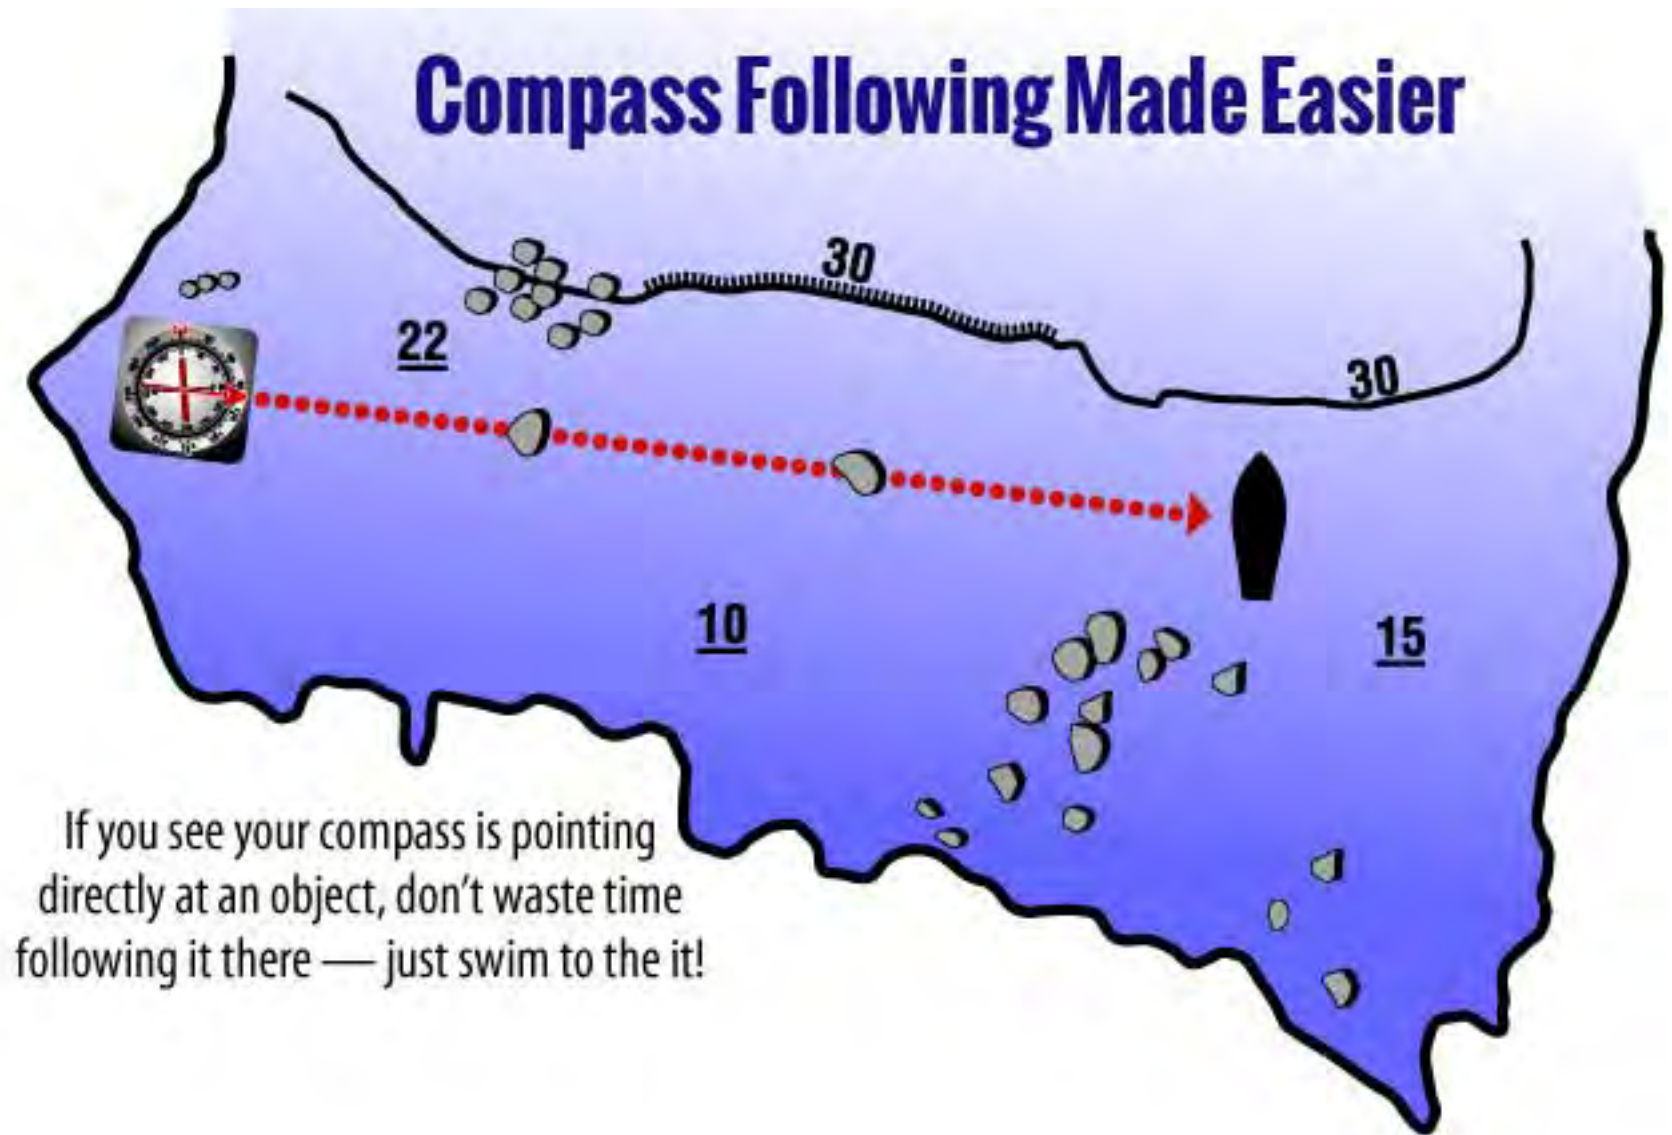 Compass Following Made Easier
30
22
30
10
15
If you see your compass is pointing
directly at an object, don't waste time
following it there — just swim to the it!